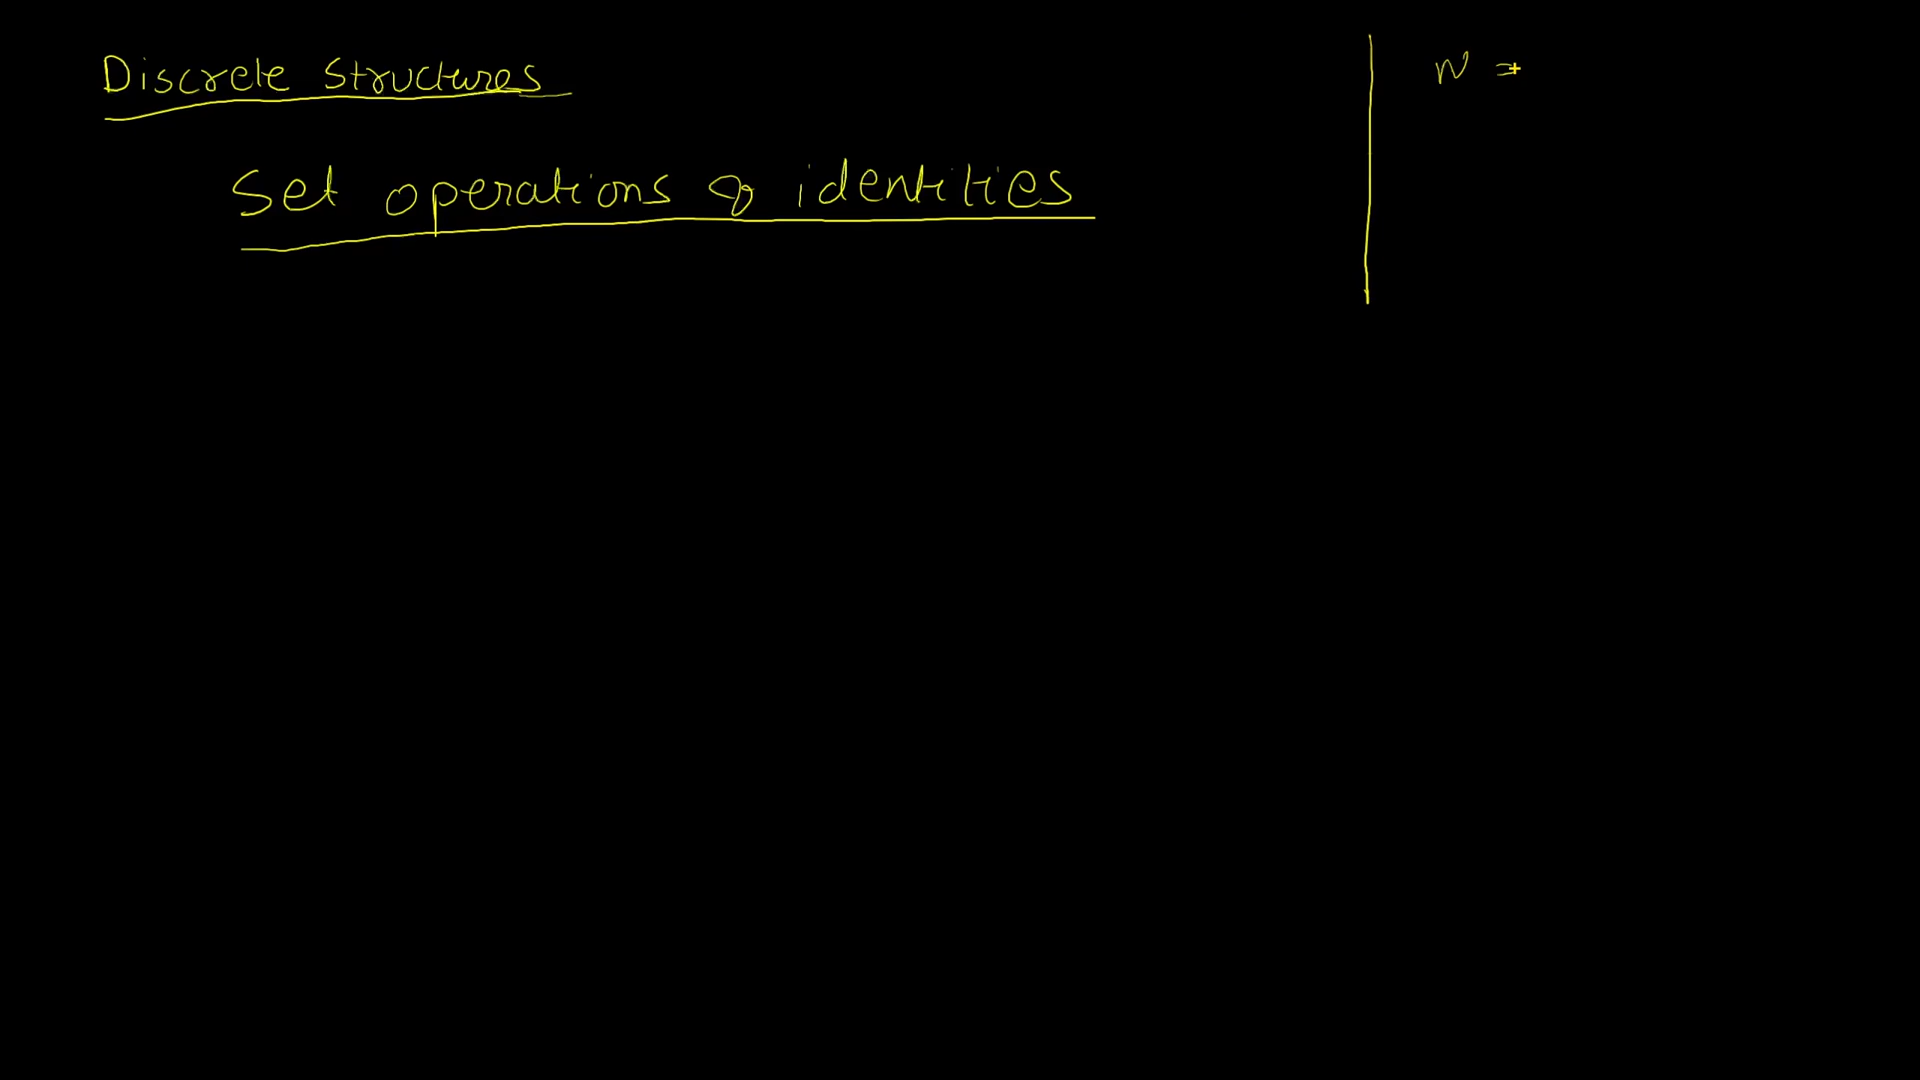 Discrete Structures
Set operations & identities
N =